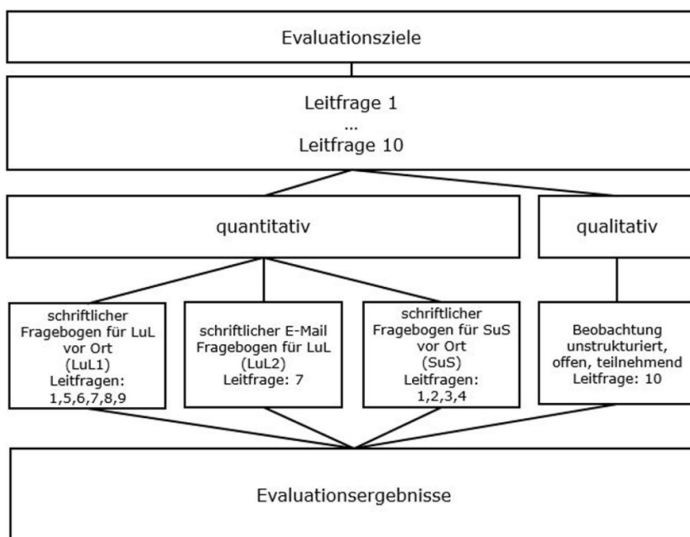 Evaluationsziele
Leitfrage 1
...
Leitfrage 10
quantitativ
qualitativ
schriftlicher
Fragebogen für LuL
vor Ort
(LuL1)
Leitfragen:
1,5,6,7,8,9
schriftlicher E-Mail
Fragebogen für LuL
(LuL2)
Leitfrage: 7
schriftlicher
Fragebogen für SuS
vor Ort
(SuS)
Leitfragen:
1,2,3,4
Beobachtung
unstrukturiert,
offen, teilnehmend
Leitfrage: 10
Evaluationsergebnisse